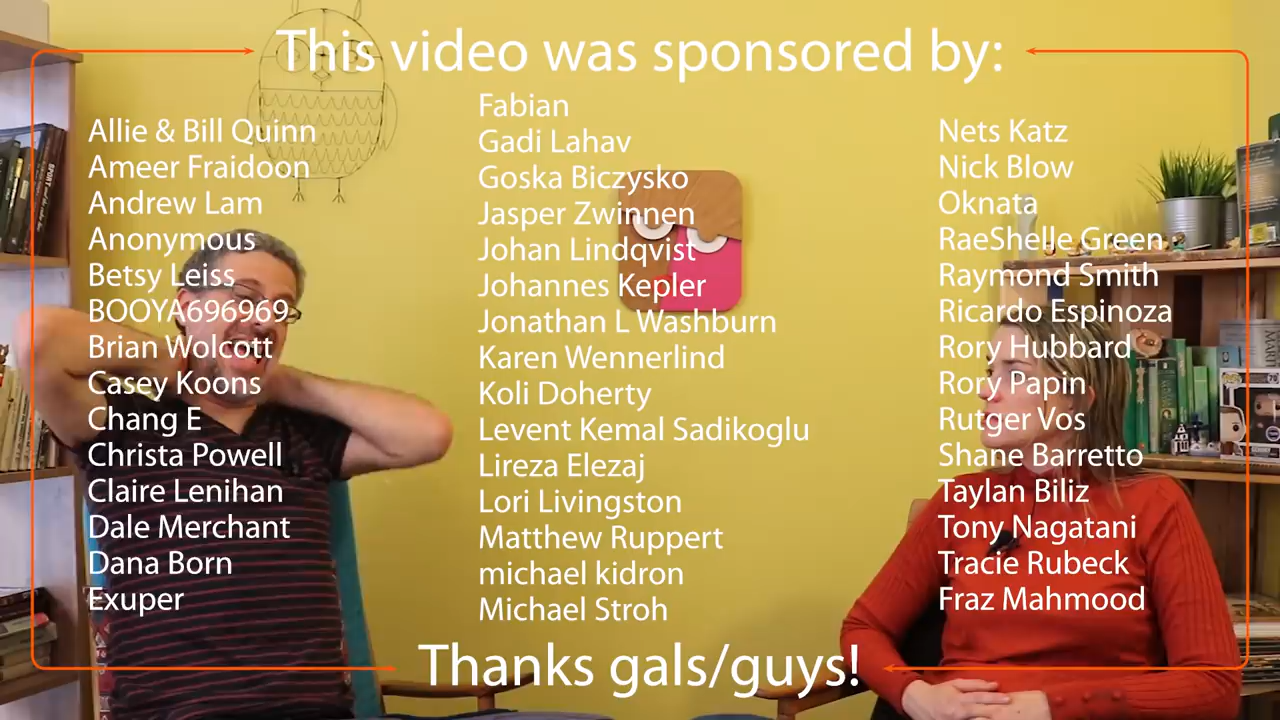 This video was sponsored by:
Allie & Bill Quinn
Ameer Fraidoon
Andrew Lam
Anonymous
Betsy Leiss
BOOYA696969
Brian Wolcott
Casey Koons
Chang E
Christa Powell
Claire Lenihan
Dale Merchant
Dana Born
Exuper
Fabian
Gadi Lahav
Goska Biczysko
Jasper Zwinnen
Johan Lindqvist
Johannes Kepler
Jonathan L Washburn
Karen Wennerlind
Koli Doherty
Levent Kemal Sadikoglu
Lireza Elezaj
Lori Livingston
Matthew Ruppert
michael kidron
Michael Stroh
Nets Katz
Nick Blow
Oknata
RaeShelle Green
Raymond Smith
Ricardo Espinoza
Rory Hubbard
Rory Papin
Rutger Vos
Shane Barretto
Taylan Biliz
Tony Nagatani
Tracie Rubeck
Fraz Mahmood
Thanks gals/guys!